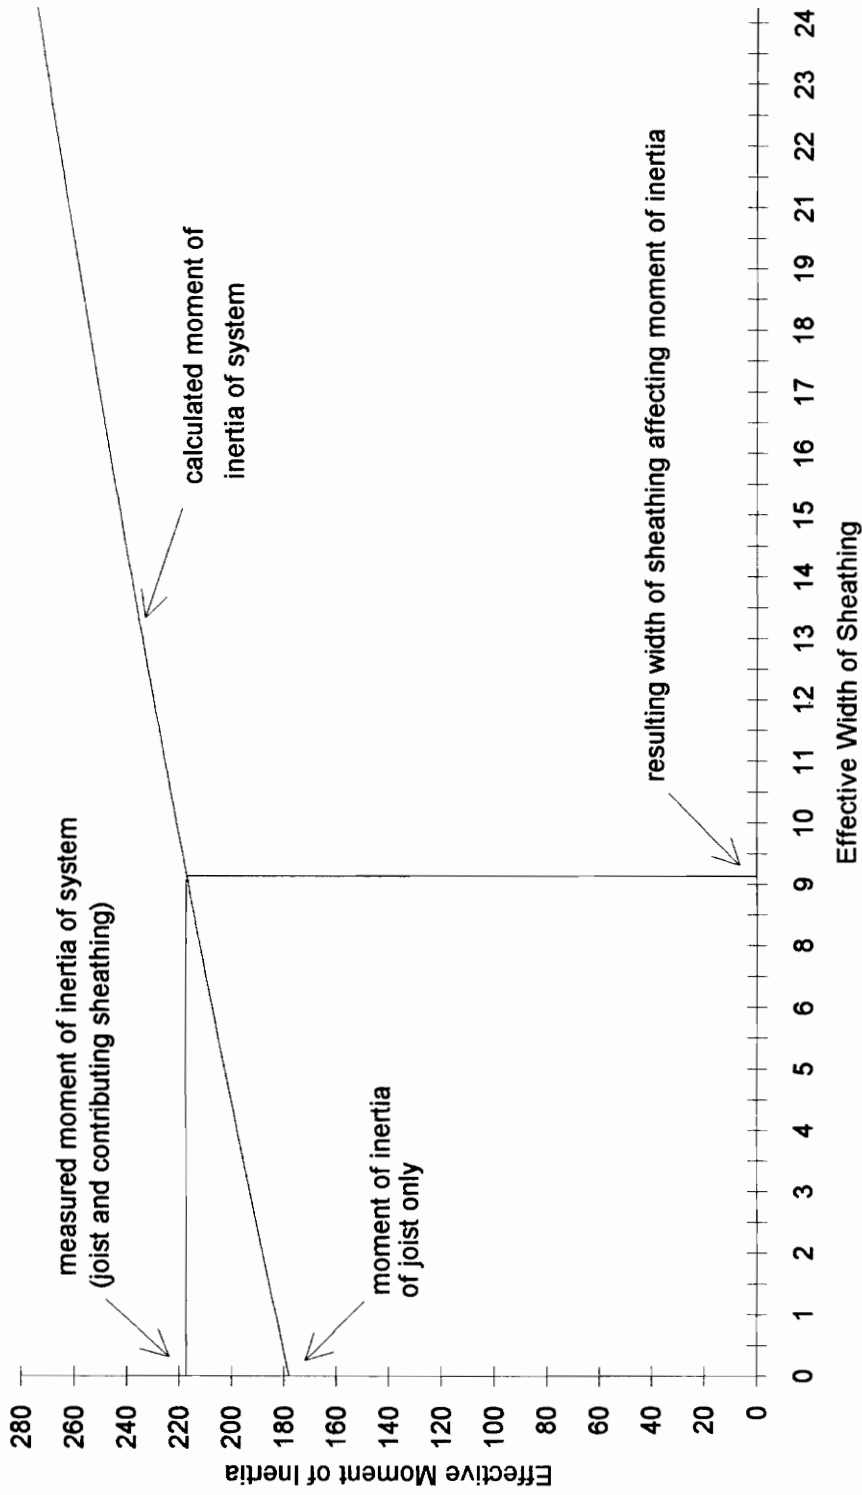 280
260
240
220
200
180
160
140
120
100
80
60
40
20
0
Effective Moment of Inertia
measured moment of inertia of system
(joist and contributing sheathing)
calculated moment of
inertia of system
moment of inertia
of joist only
resulting width of sheathing affecting moment of inertia
0 1 2 3 4 5 6 8 9 10 11 12 13 14 15 16 17 18 19 21 22 23 24
Effective Width of Sheathing